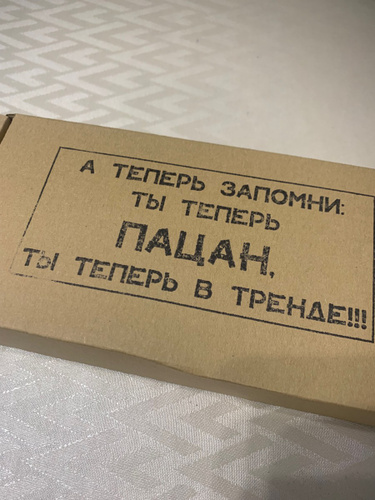 А ТЕПЕРЬ ЗАПОМНИ:
ТЫ ТЕПЕРЬ
ПАЦАН,
ТЫ ТЕПЕРЬ В ТРЕНДЕ!!!